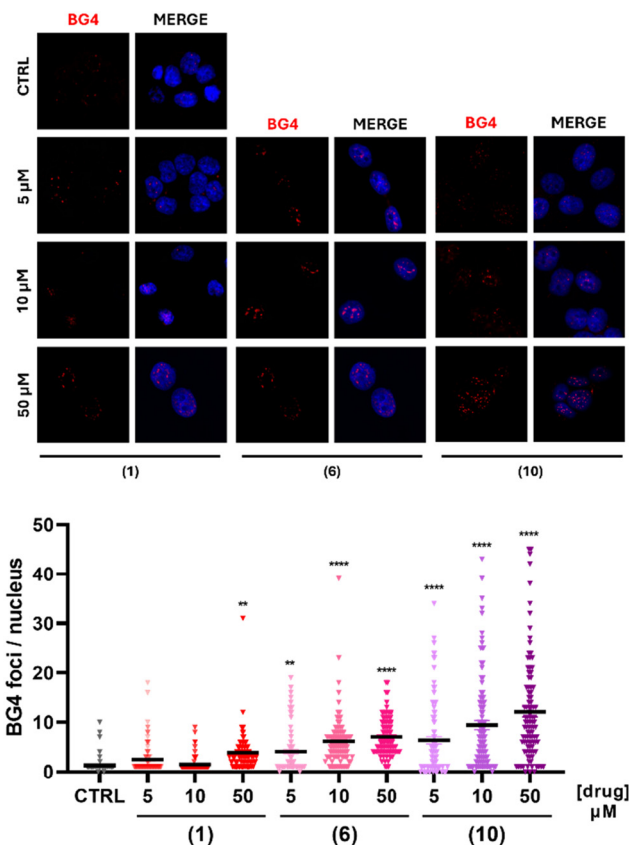 BG4 MERGE
CTRL
BG4 MERGE BG4 MERGE
5 µM
10 µM
50 µM
(1) (6) (10)
BG4 foci / nucleus
50
40
30
20
10
0
** ** **** **** **** **** ****
CTRL 5 10 50 5 10 50 5 10 50 [drug]
µM
(1) (6) (10)